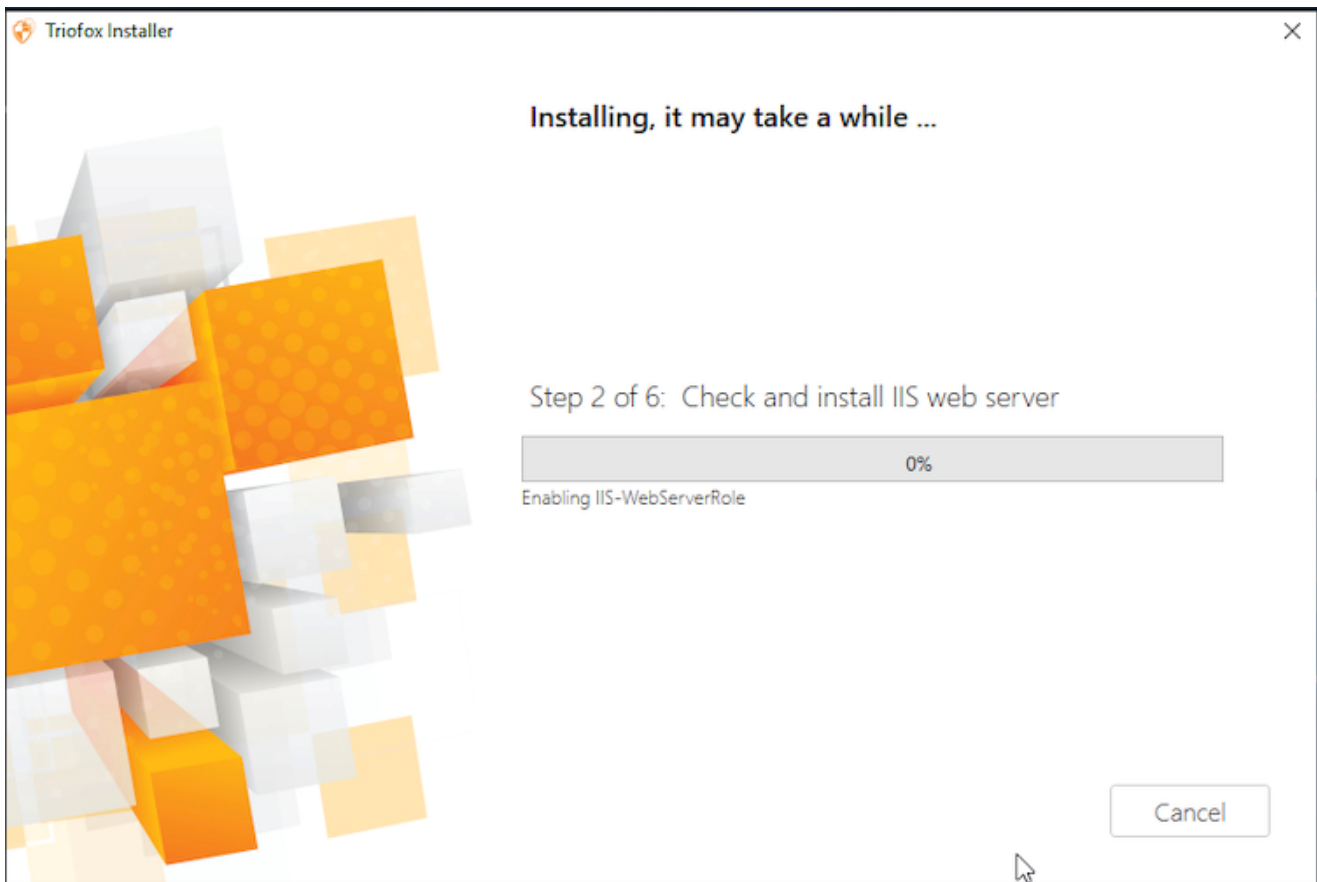 Triofox Installer
Installing, it may take a while ...
Step 2 of 6: Check and install IIS web server
0%
Enabling IIS-WebServerRole
Cancel